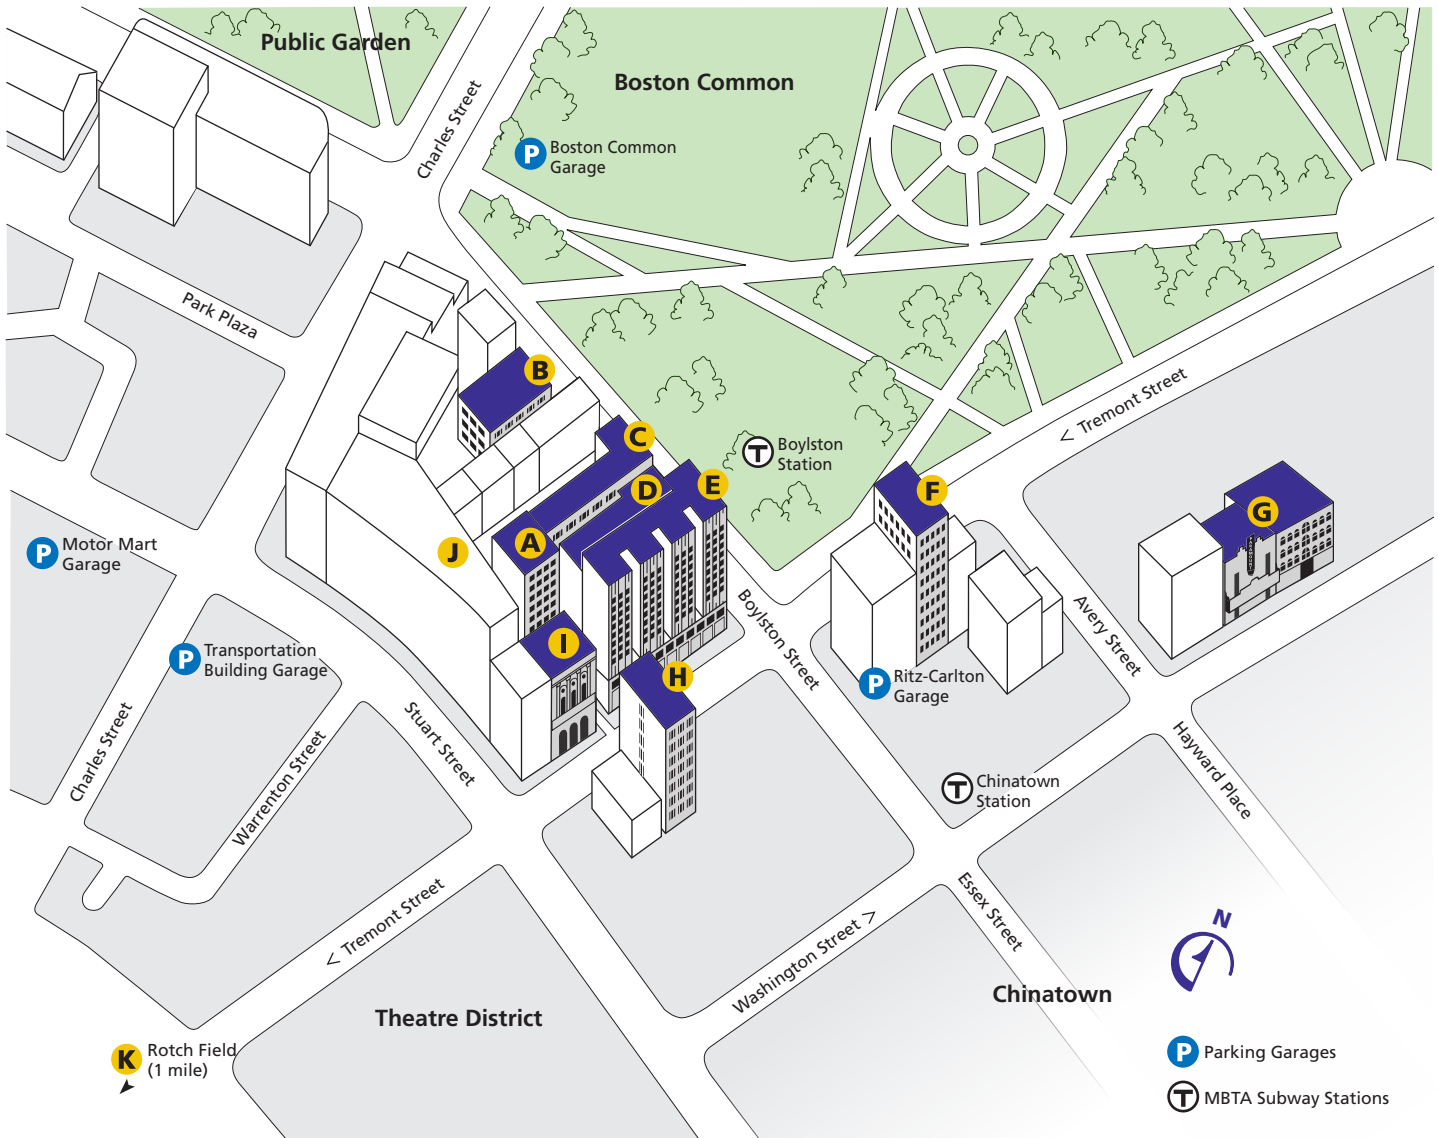 Public Garden
Boston Common
Charles Street
P
Boston Common
Garage
Park Plaza
B
< Tremont Street
C
T
Boylston
Station
D
E
F
G
P
Motor Mart
Garage
J
A
Boylston Street
Avery Street
I
P
Transportation
Building Garage
H
P
Ritz-Carlton
Garage
Stuart Street
Charles Street
Warrenton Street
Hayward Place
T
Chinatown
Station
< Tremont Street
Essex Street
Washington Street >
N
Chinatown
Theatre District
K
Rotch Field
(1 mile)
P
Parking Garages
T
MBTA Subway Stations